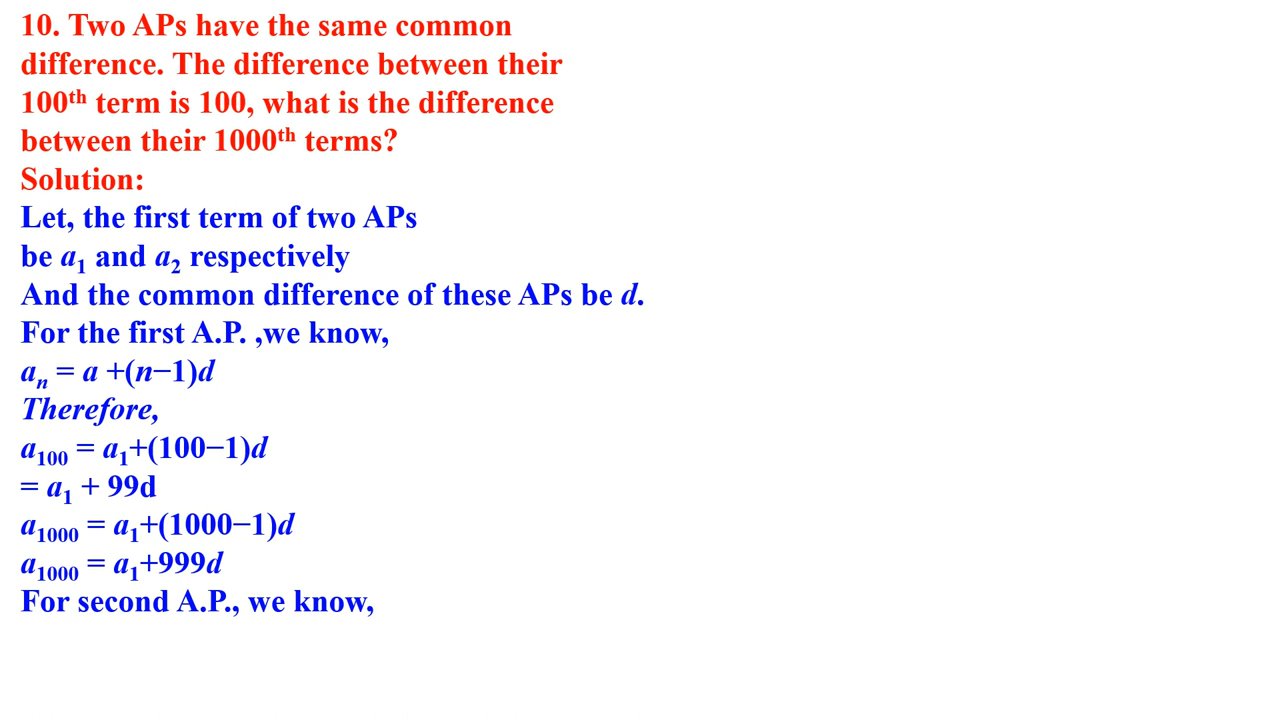 10. Two APs have the same common
difference. The difference between their
100th term is 100, what is the difference
between their 1000th terms?
Solution:
Let, the first term of two APs
be a₁ and a₂ respectively
And the common difference of these APs be d.
For the first A.P. ,we know,
aₙ = a +(n−1)d
Therefore,
a₁₀₀ = a₁+(100−1)d
= a₁ + 99d
a₁₀₀₀ = a₁+(1000−1)d
a₁₀₀₀ = a₁+999d
For second A.P., we know,